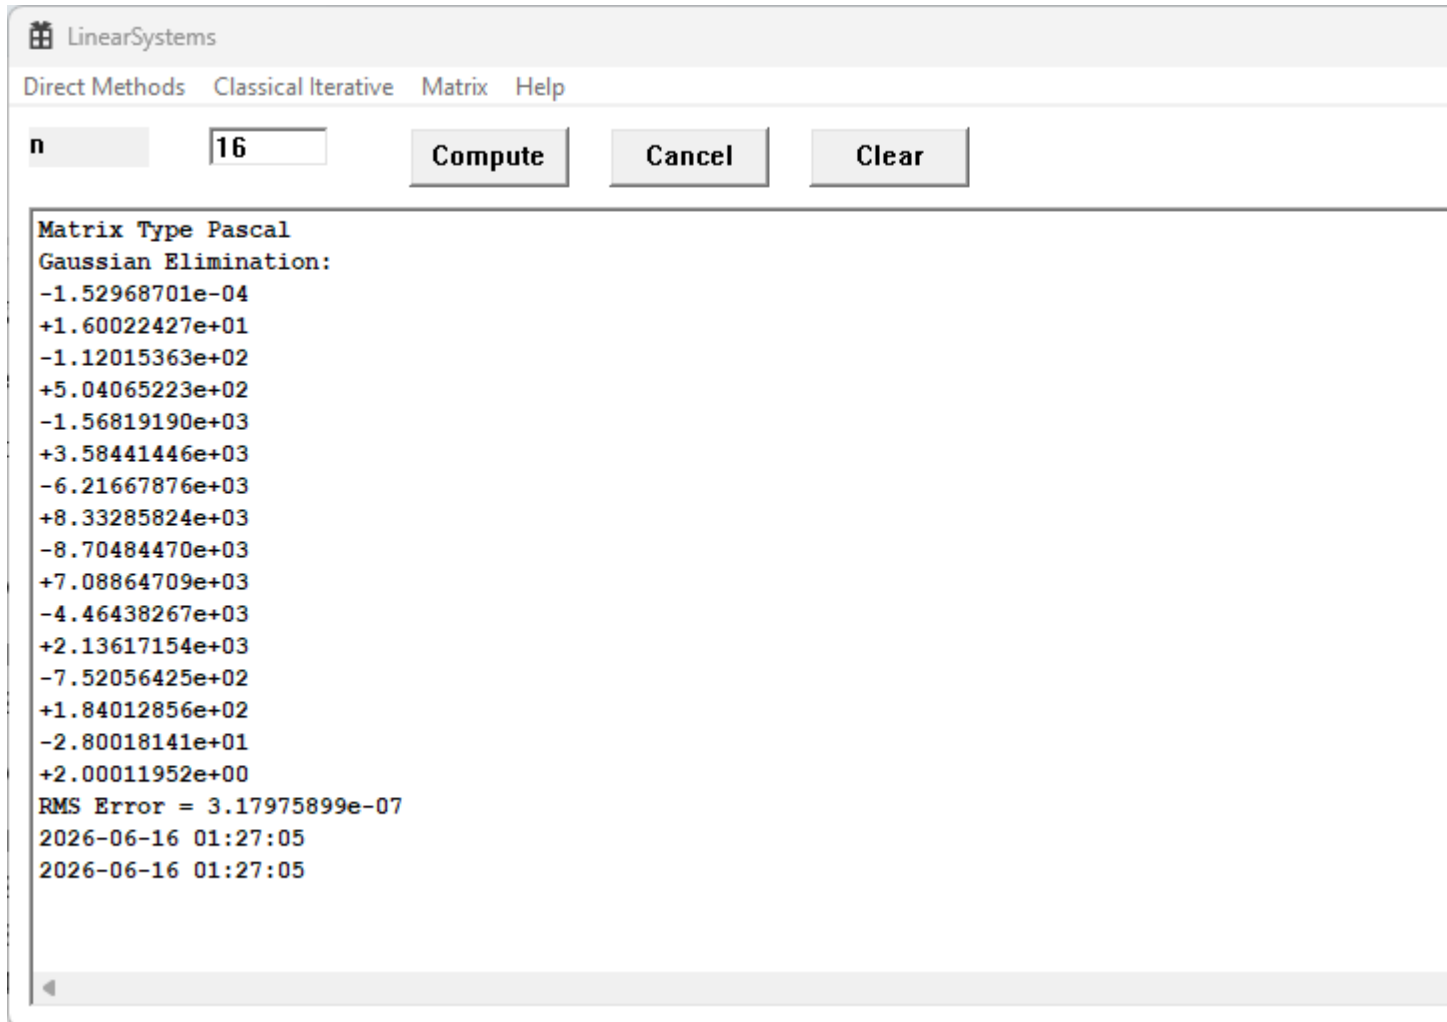 LinearSystems
Direct Methods Classical Iterative Matrix Help
n 16 Compute Cancel Clear
Matrix Type Pascal
Gaussian Elimination:
-1.52968701e-04
+1.60022427e+01
-1.12015363e+02
+5.04065223e+02
-1.56819190e+03
+3.58441446e+03
-6.21667876e+03
+8.33285824e+03
-8.70484470e+03
+7.08864709e+03
-4.46438267e+03
+2.13617154e+03
-7.52056425e+02
+1.84012856e+02
-2.80018141e+01
+2.00011952e+00
RMS Error = 3.17975899e-07
2026-06-16 01:27:05
2026-06-16 01:27:05